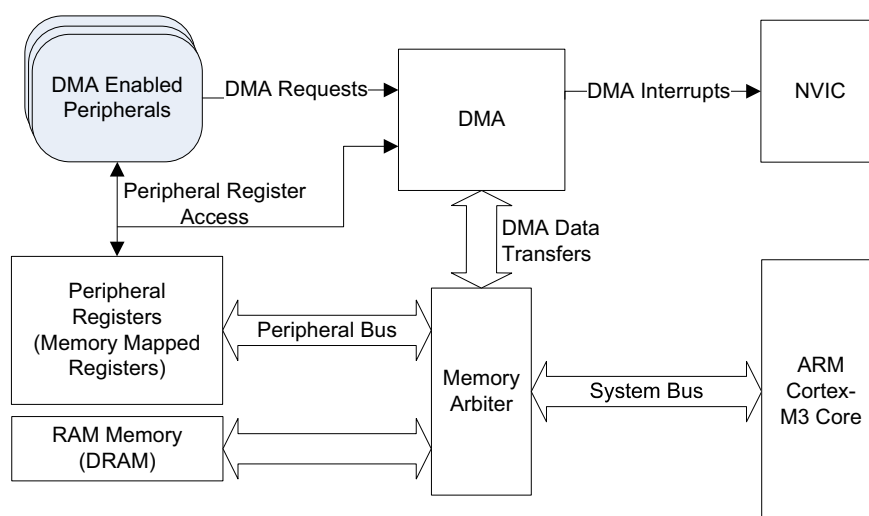 DMA Enabled
Peripherals
DMA Requests
DMA
DMA Interrupts
NVIC
Peripheral Register
Access
DMA Data
Transfers
Peripheral
Registers
(Memory Mapped
Registers)
Peripheral Bus
Memory
Arbiter
System Bus
ARM
Cortex-
M3 Core
RAM Memory
(DRAM)